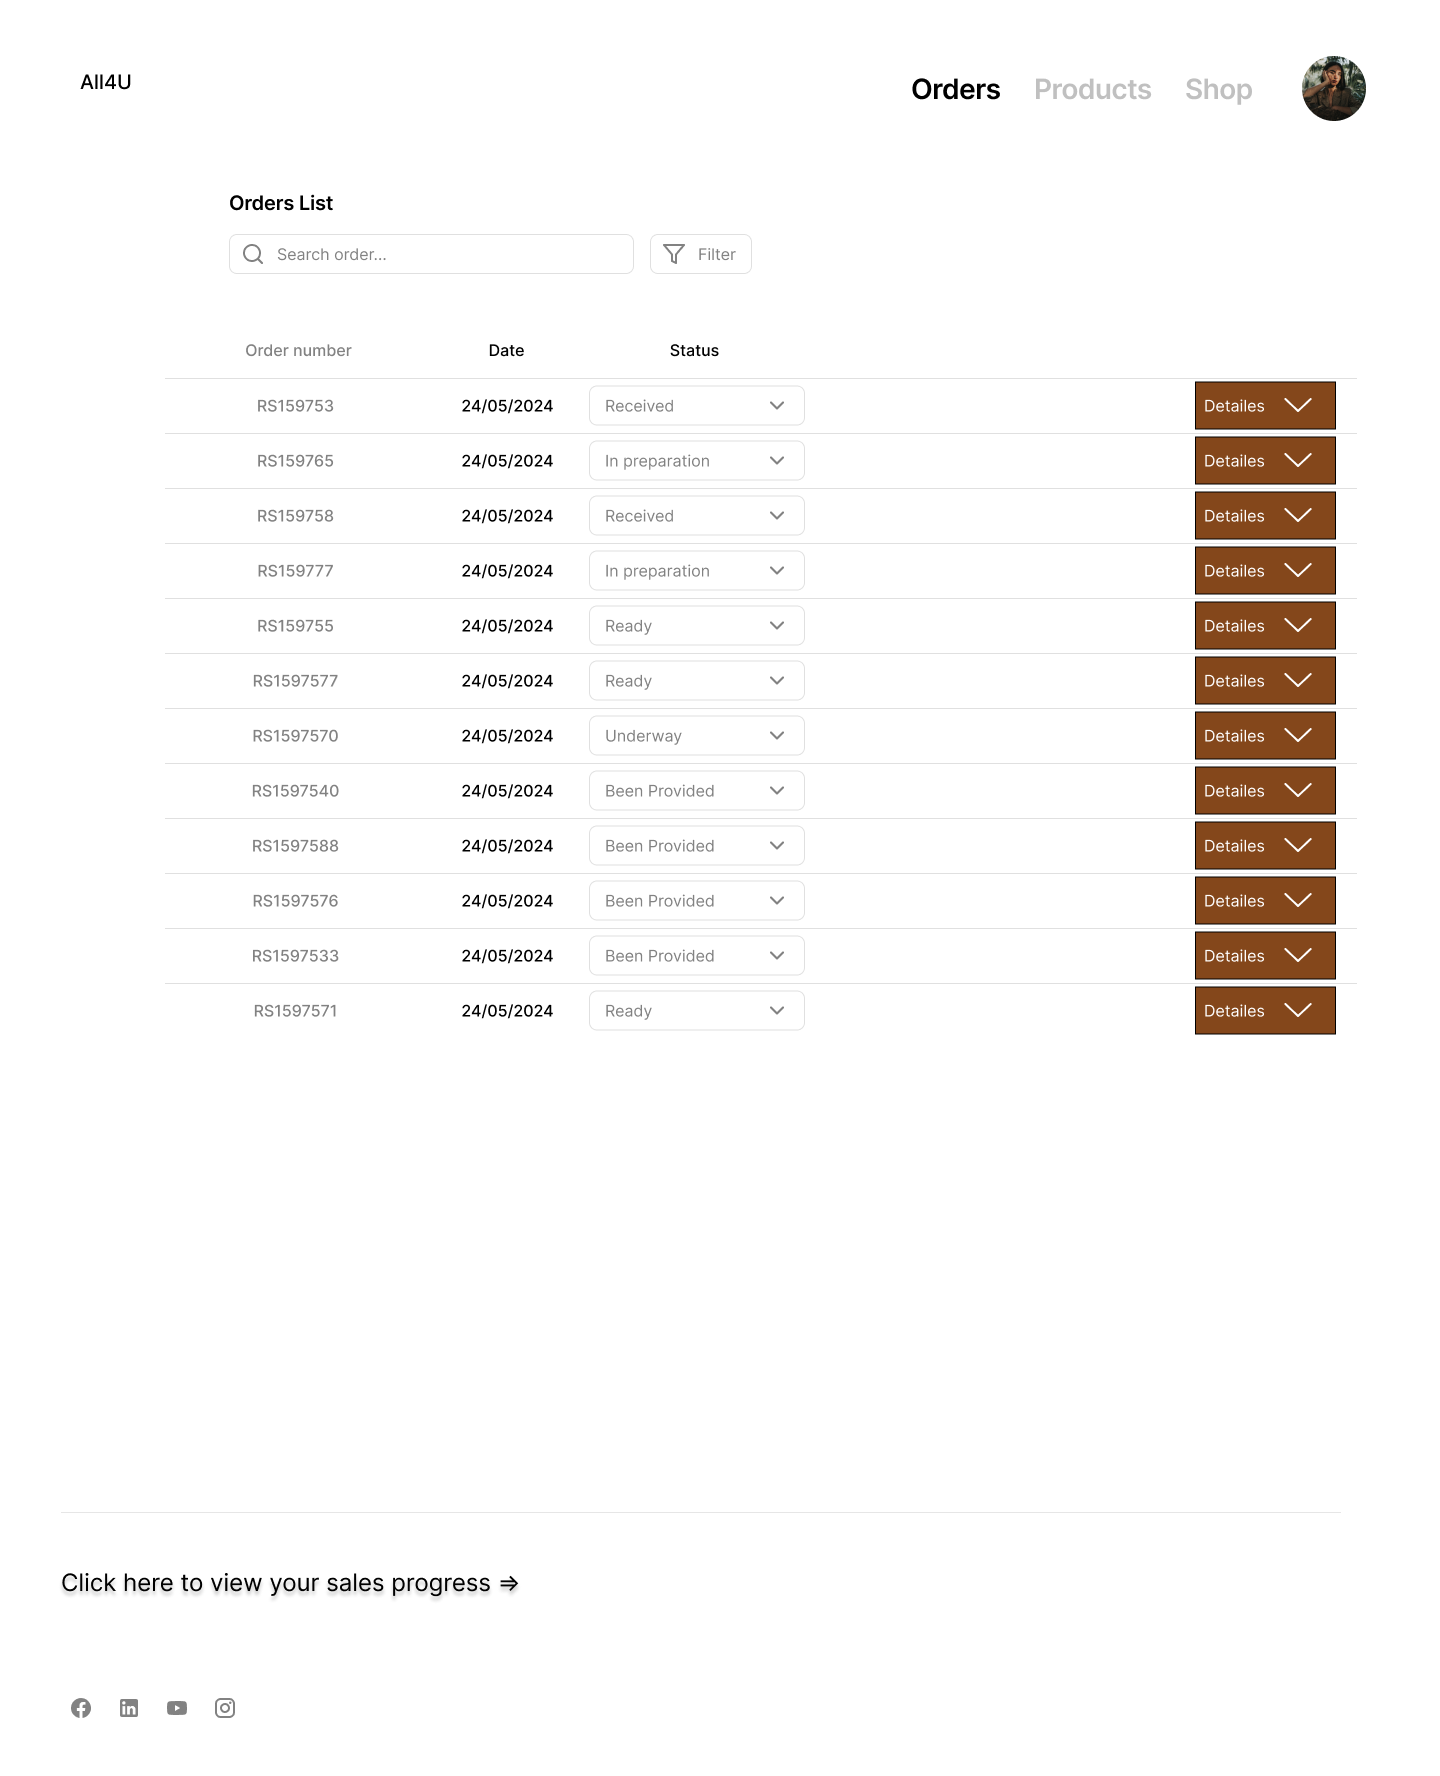 All4U
Orders Products Shop
Orders List
Search order...
Filter
Order number Date Status
RS159753 24/05/2024 Received Detailes
RS159765 24/05/2024 In preparation Detailes
RS159758 24/05/2024 Received Detailes
RS159777 24/05/2024 In preparation Detailes
RS159755 24/05/2024 Ready Detailes
RS1597577 24/05/2024 Ready Detailes
RS1597570 24/05/2024 Underway Detailes
RS1597540 24/05/2024 Been Provided Detailes
RS1597588 24/05/2024 Been Provided Detailes
RS1597576 24/05/2024 Been Provided Detailes
RS1597533 24/05/2024 Been Provided Detailes
RS1597571 24/05/2024 Ready Detailes
Click here to view your sales progress ⇒